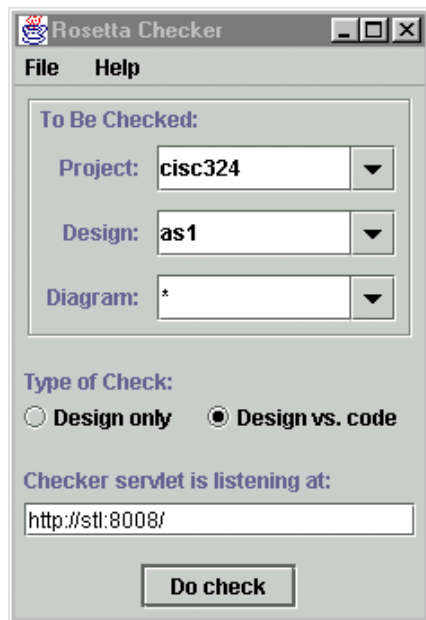 Rosetta Checker
File Help
To Be Checked:
Project: cisc324
Design: as1
Diagram: *
Type of Check:
Design only Design vs. code
Checker servlet is listening at:
http://stl:8008/
Do check